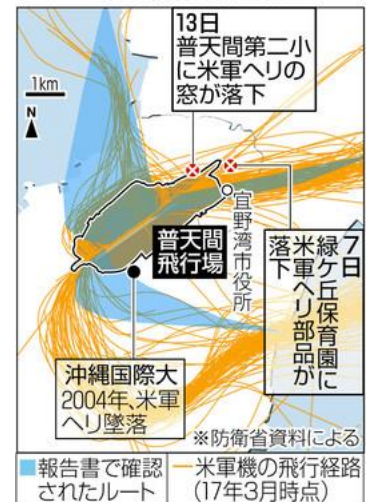 13日
普天間第二小
に米軍ヘリの
窓が落下
1km
N
宜野湾市役所
普天間
飛行場
7日
緑ケ丘保育園に
米軍ヘリ部品が
落下
沖縄国際大
2004年、米軍
ヘリ墜落
※防衛省資料による
報告書で確認
されたルート
米軍機の飛行経路
(17年3月時点)